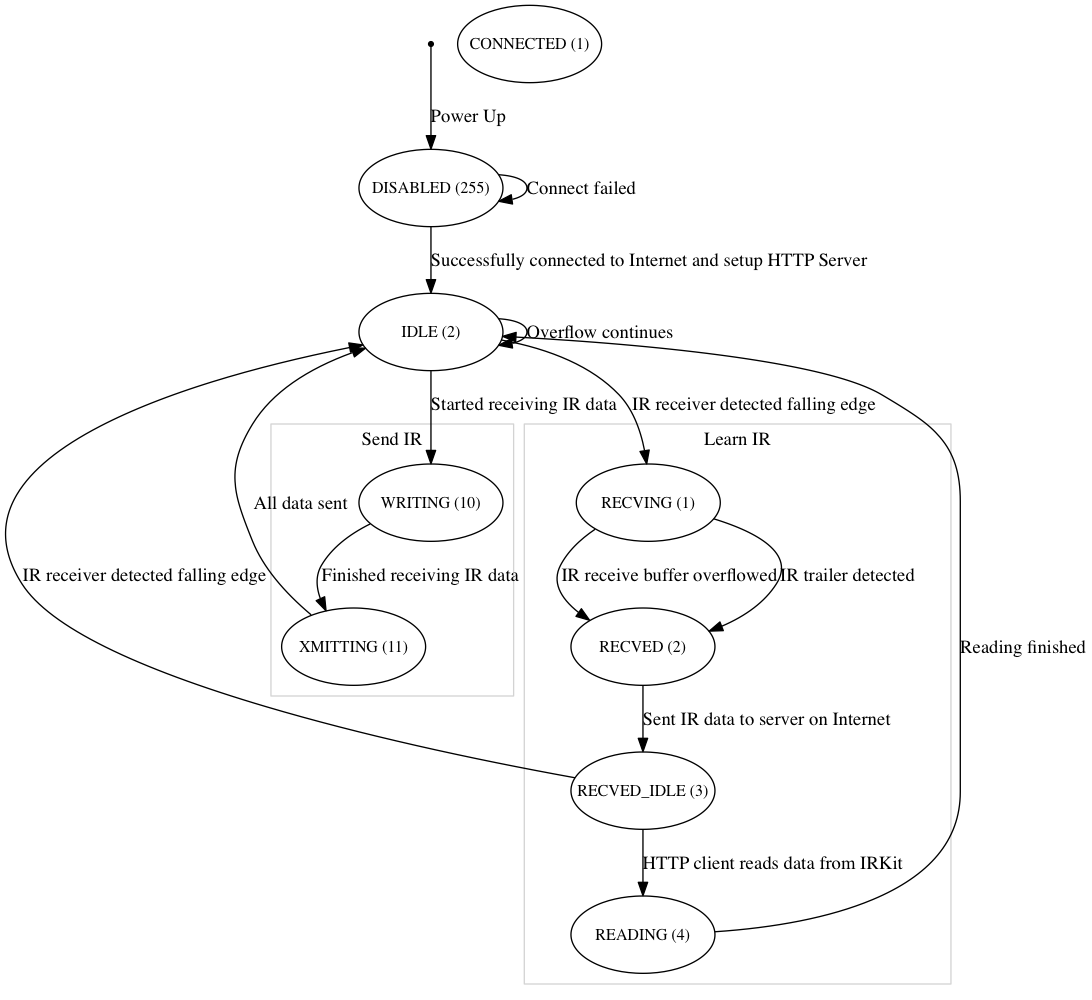 CONNECTED (1)
Power Up
DISABLED (255)
Connect failed
Successfully connected to Internet and setup HTTP Server
IDLE (2)
Overflow continues
Started receiving IR data
IR receiver detected falling edge
Send IR
Learn IR
WRITING (10)
RECVING (1)
All data sent
IR receiver detected falling edge
Finished receiving IR data
IR receive buffer overflowed
IR trailer detected
XMITTING (11)
RECVED (2)
Reading finished
Sent IR data to server on Internet
RECVED_IDLE (3)
HTTP client reads data from IRKit
READING (4)